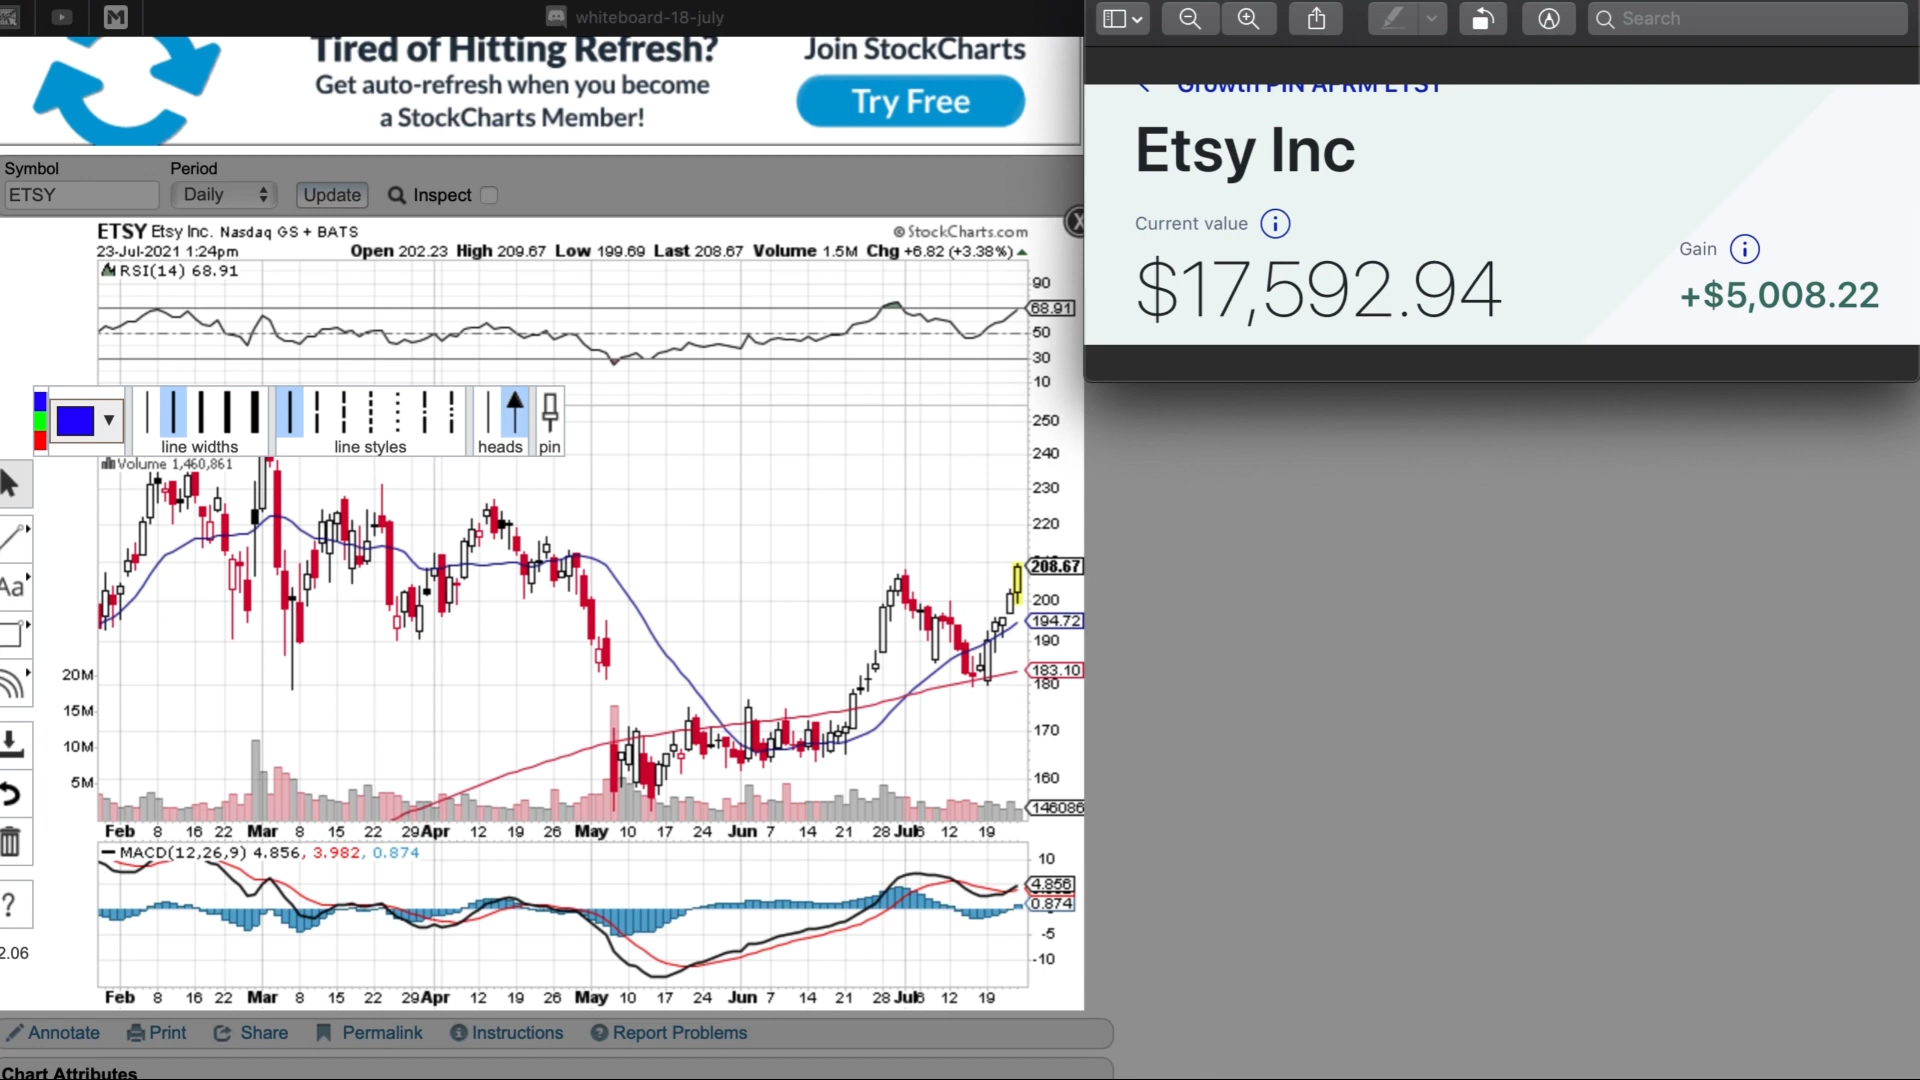 whiteboard-18-july
Search
Tired of Hitting Refresh?
Get auto-refresh when you become
a StockCharts Member!
Join StockCharts
Try Free
Growth PIN AFRM ETSY
Etsy Inc
Current value
$17,592.94
Gain
+$5,008.22
Symbol
Period
ETSY
Daily
Update
Inspect
ETSY Etsy Inc. Nasdaq GS + BATS
© StockCharts.com
23-Jul-2021 1:24pm
Open 202.23 High 209.67 Low 199.69 Last 208.67 Volume 1.5M Chg +6.82 (+3.38%)
RSI(14) 68.91
90
68.91
50
30
10
line widths
line styles
heads
pin
Volume 1,460,861
250
240
230
220
208.67
200
194.72
190
183.10
180
170
160
146086
20M
15M
10M
5M
Feb 8 16 22 Mar 8 15 22 29 Apr 12 19 26 May 10 17 24 Jun 7 14 21 28 Jul 6 12 19
MACD(12,26,9) 4.856, 3.982, 0.874
10
4.856
0.874
-5
-10
Feb 8 16 22 Mar 8 15 22 29 Apr 12 19 26 May 10 17 24 Jun 7 14 21 28 Jul 6 12 19
Aa
?
2.06
Annotate
Print
Share
Permalink
Instructions
Report Problems
Chart Attributes